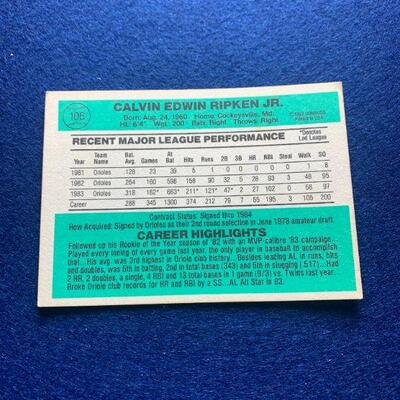 106
CALVIN EDWIN RIPKEN JR.
Born: Aug. 24, 1960 Home: Cockeysville, Md.
Ht. 6'4" Wgt. 200 Bats: Right Throws: Right
RECENT MAJOR LEAGUE PERFORMANCE
*Denotes Led League
Year Team Name Bat. Avg. Games At Bat Hits Runs 2B 3B HR RBI Steal Walk SO
1981 Orioles 128 23 39 5 1 0 0 0 0 0 1 8
1982 Orioles 264 160 598 158 90 32 5 28 93 3 46 95
1983 Orioles 318 162* 663* 211* 121* 47* 2 27 102 0 58 97
Career 288 345 1300 374 212 79 7 55 195 3 105 200
Contract Status: Signed thru 1984
How Acquired: Signed by Orioles as their 2nd round selection in June 1978 amateur draft.
CAREER HIGHLIGHTS
Followed up his Rookie of the Year season of '82 with an MVP-calibre '83 campaign...
Played every inning of every game last year, the only player in baseball to accomplish
that...His avg. was 3rd highest in Oriole club history...Besides leading AL in runs, hits
and doubles, was 5th in batting, 2nd in total bases (343) and 5th in slugging (.517)...Had
2 HR, 2 doubles, a single, 4 RBI and 13 total bases in 1 game (9/3) vs. Twins last year.
Broke Oriole club records for HR and RBI by a SS...AL All Star in 83.